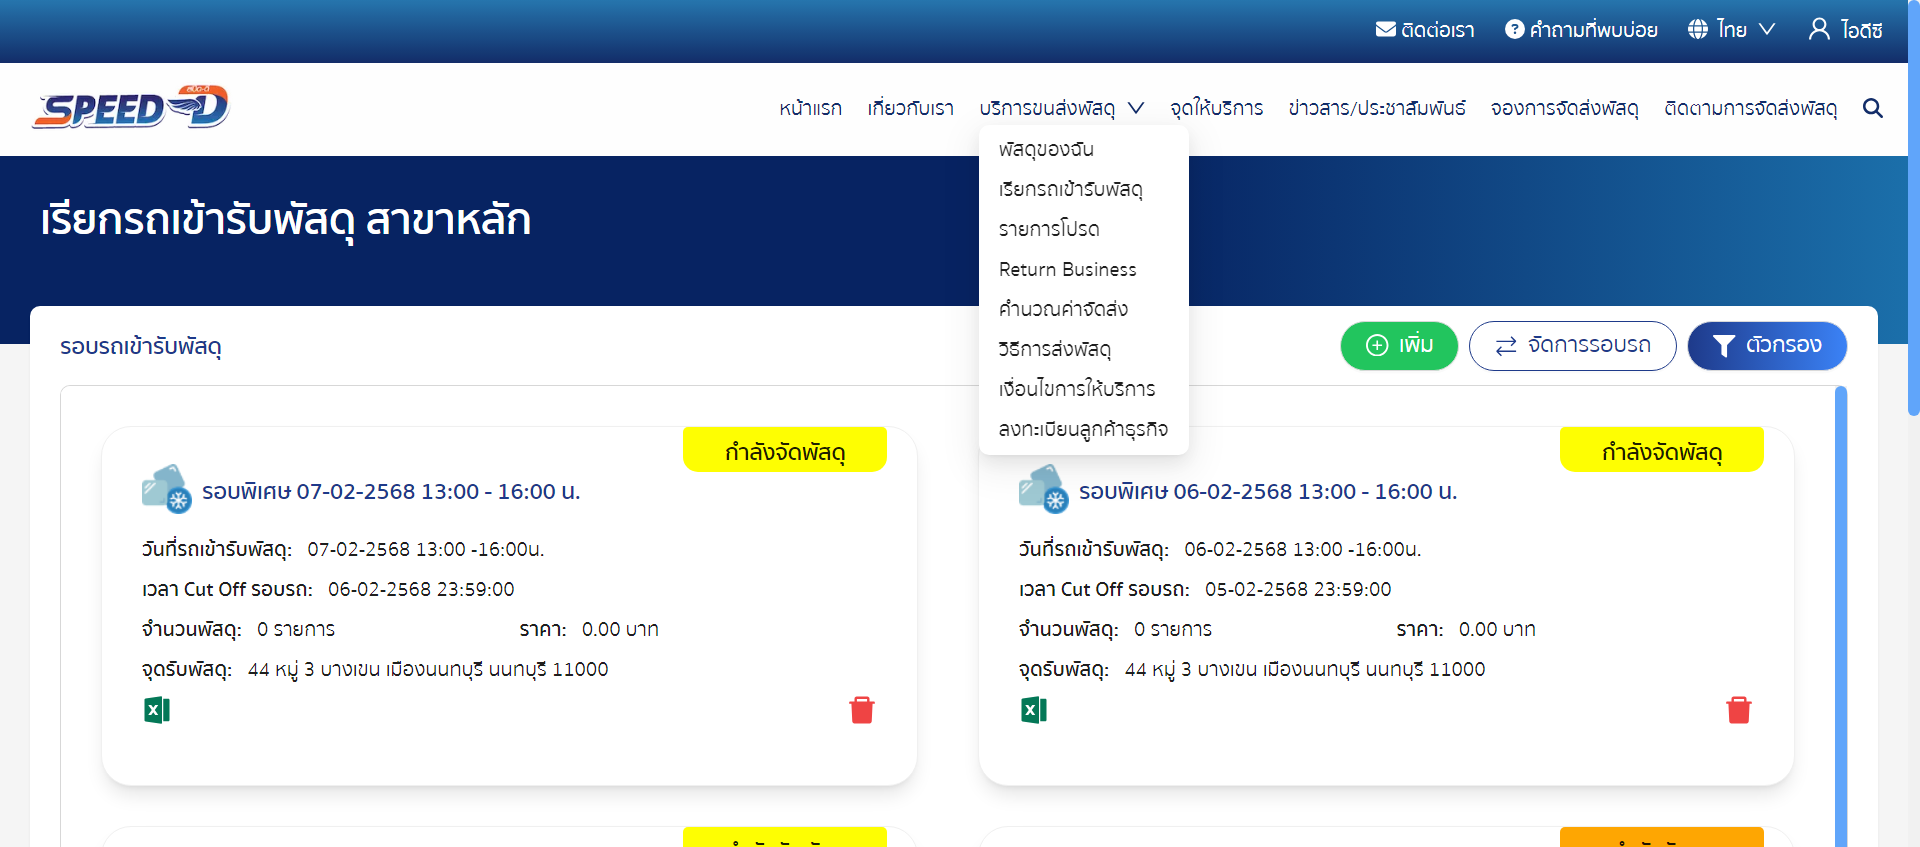 ติดต่อเรา คำถามที่พบบ่อย ไทย ไอดีซี
สปีด-ดี
SPEED-D
หน้าแรก เกี่ยวกับเรา บริการขนส่งพัสดุ จุดให้บริการ ข่าวสาร/ประชาสัมพันธ์ จองการจัดส่งพัสดุ ติดตามการจัดส่งพัสดุ
พัสดุของฉัน
เรียกรถเข้ารับพัสดุ
รายการโปรด
Return Business
คำนวณค่าจัดส่ง
วิธีการส่งพัสดุ
เงื่อนไขการให้บริการ
ลงทะเบียนลูกค้าธุรกิจ
เรียกรถเข้ารับพัสดุ สาขาหลัก
รอบรถเข้ารับพัสดุ
เพิ่ม จัดการรอบรถ ตัวกรอง
กำลังจัดพัสดุ
รอบพิเศษ 07-02-2568 13:00 - 16:00 น.
วันที่รถเข้ารับพัสดุ: 07-02-2568 13:00 -16:00น.
เวลา Cut Off รอบรถ: 06-02-2568 23:59:00
จำนวนพัสดุ: 0 รายการ ราคา: 0.00 บาท
จุดรับพัสดุ: 44 หมู่ 3 บางเขน เมืองนนทบุรี นนทบุรี 11000
กำลังจัดพัสดุ
รอบพิเศษ 06-02-2568 13:00 - 16:00 น.
วันที่รถเข้ารับพัสดุ: 06-02-2568 13:00 -16:00น.
เวลา Cut Off รอบรถ: 05-02-2568 23:59:00
จำนวนพัสดุ: 0 รายการ ราคา: 0.00 บาท
จุดรับพัสดุ: 44 หมู่ 3 บางเขน เมืองนนทบุรี นนทบุรี 11000